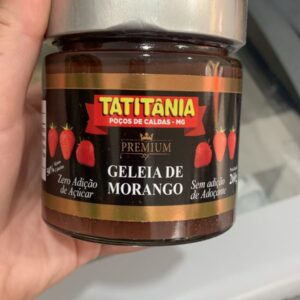 TATITÂNIA
POÇOS DE CALDAS - MG
PREMIUM
GELEIA DE
MORANGO
Zero Adição
de Açúcar
Sem adição
de Adoçante